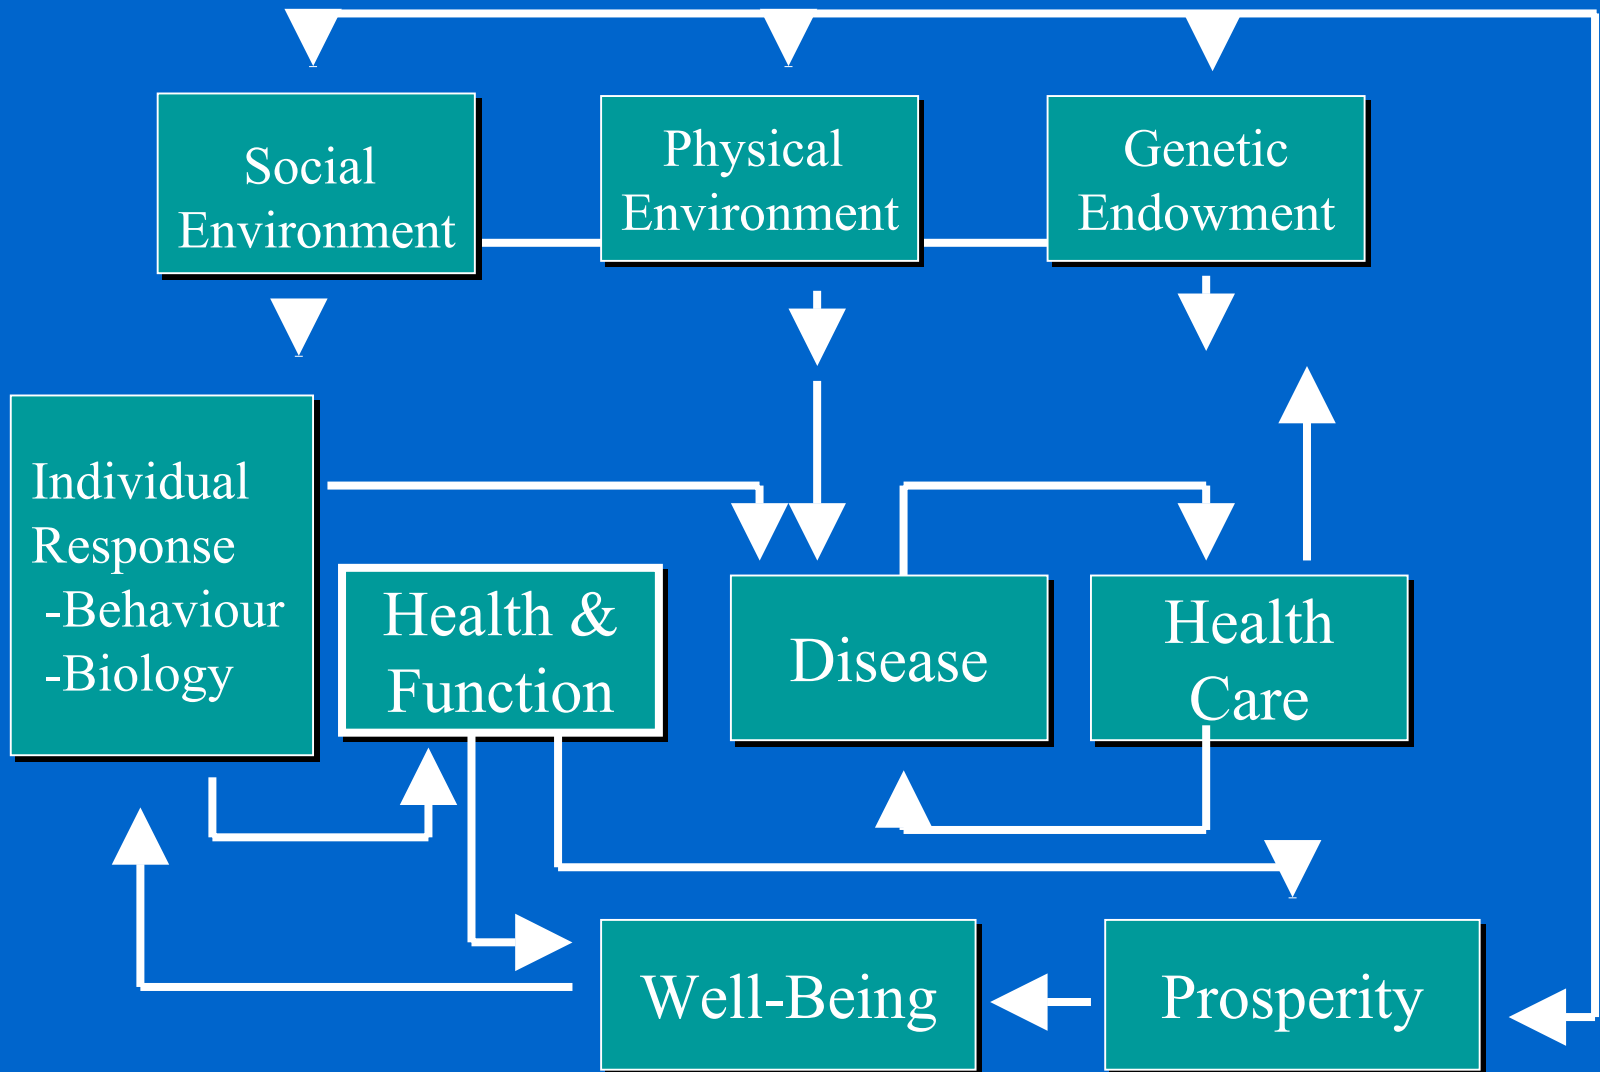 Social
Environment
Physical
Environment
Genetic
Endowment
Individual
Response
-Behaviour
-Biology
Health &
Function
Disease
Health
Care
Well-Being
Prosperity